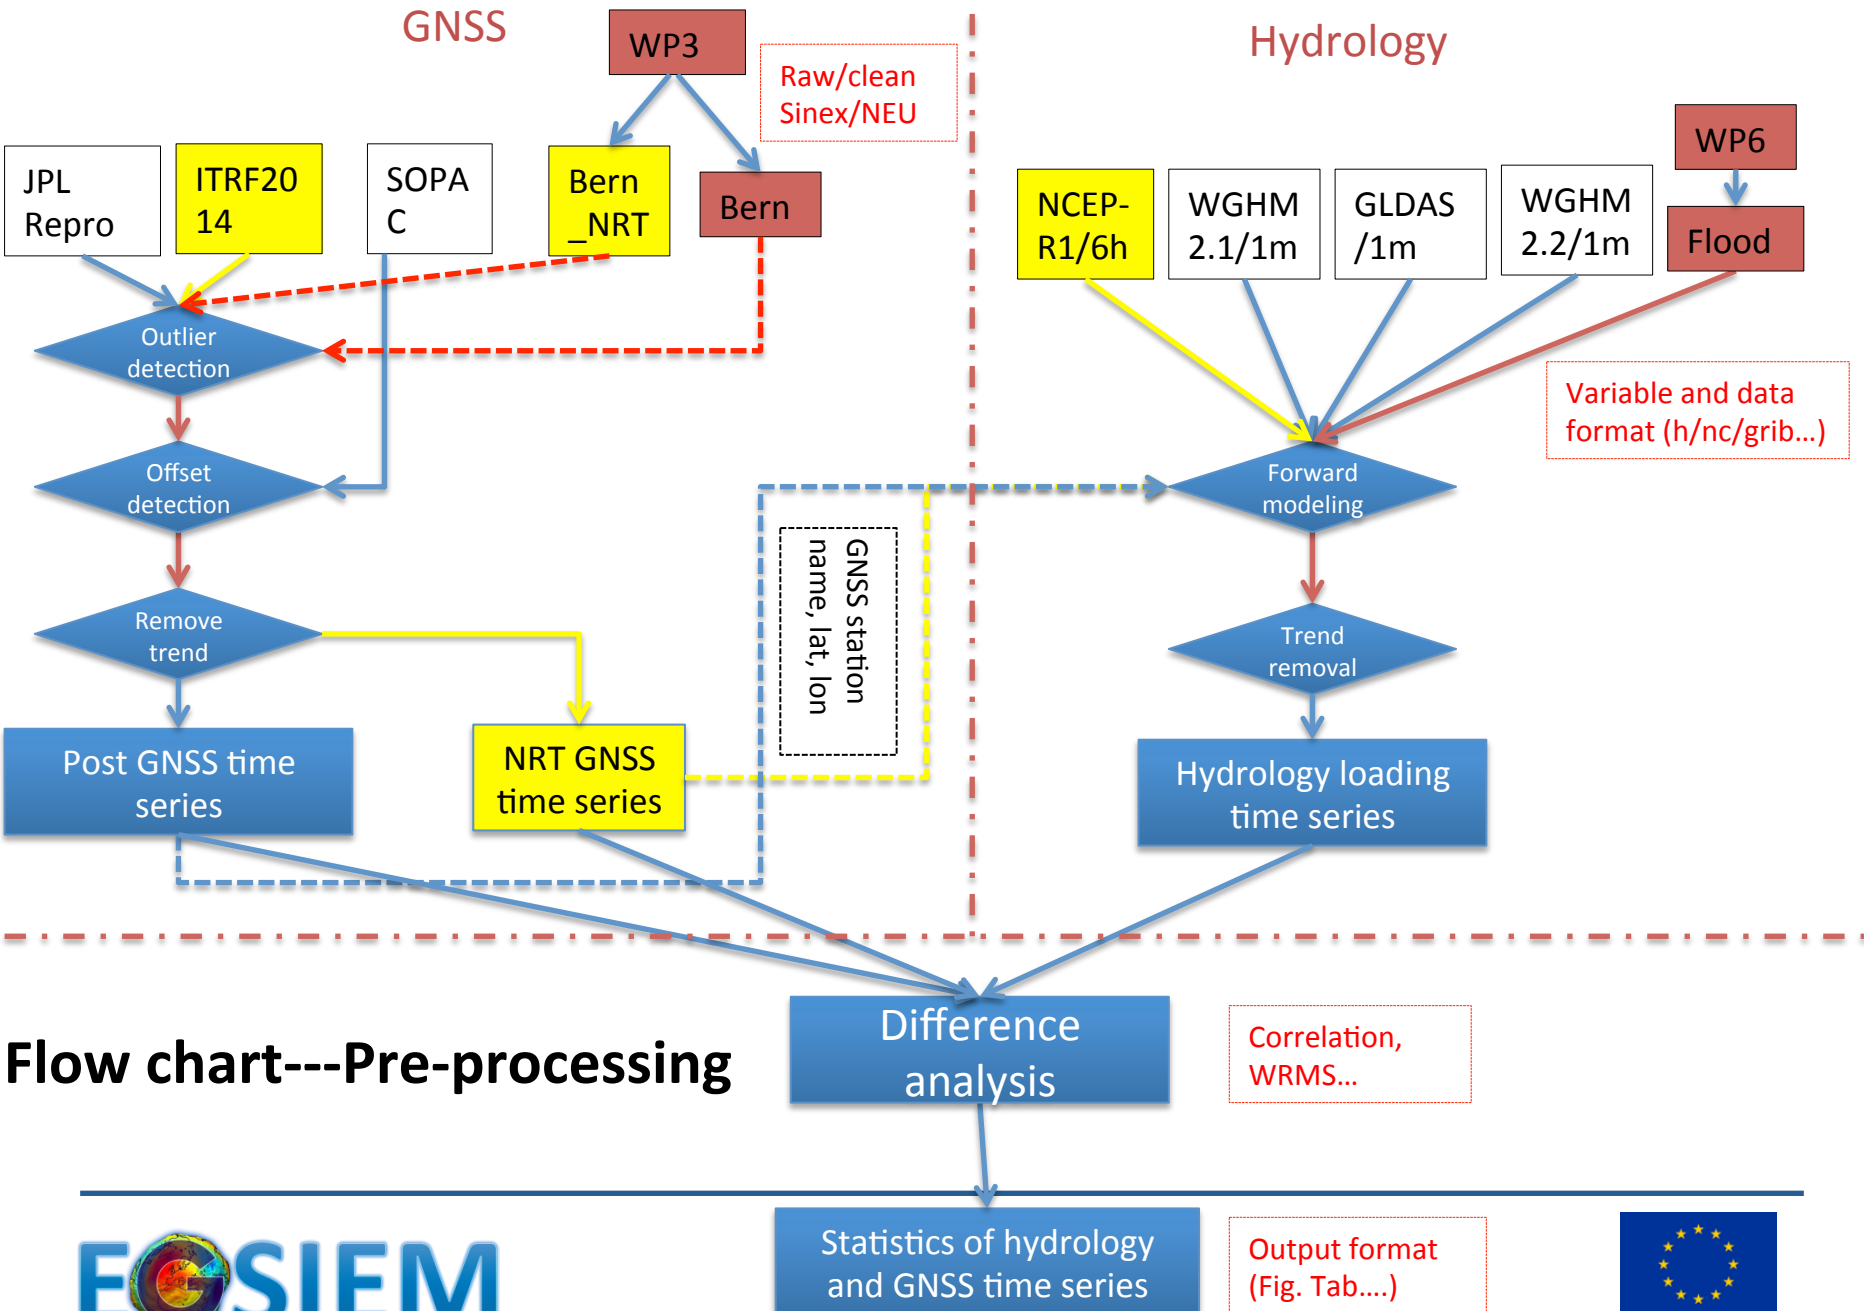 GNSS
WP3
Raw/clean
Sinex/NEU
Hydrology
WP6
JPL
Repro
ITRF20
14
SOPA
C
Bern
_NRT
Bern
NCEP-
R1/6h
WGHM
2.1/1m
GLDAS
/1m
WGHM
2.2/1m
Flood
Outlier
detection
Variable and data
format (h/nc/grib...)
Offset
detection
Forward
modeling
GNSS station
name, lat, lon
Remove
trend
Trend
removal
Post GNSS time
series
NRT GNSS
time series
Hydrology loading
time series
Difference
analysis
Correlation,
WRMS...
Flow chart---Pre-processing
Statistics of hydrology
and GNSS time series
Output format
(Fig. Tab....)
EGSIEM